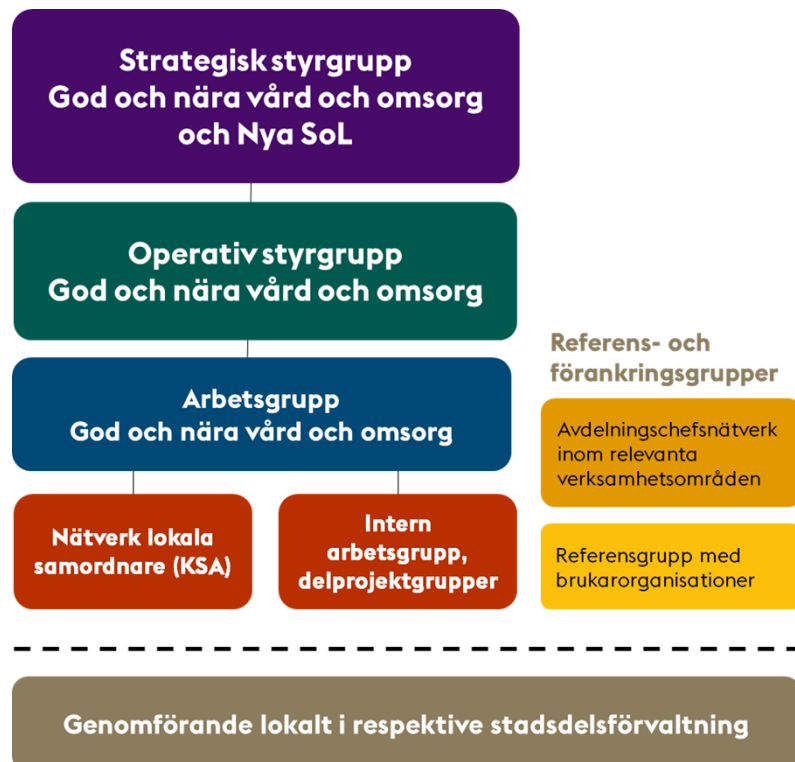 Strategisk styrgrupp
God och nära vård och omsorg
och Nya SoL
Operativ styrgrupp
God och nära vård och omsorg
Arbetsgrupp
God och nära vård och omsorg
Nätverk lokala
samordnare (KSA)
Intern
arbetsgrupp,
delprojektgrupper
Referens- och
förankringsgrupper
Avdelningschefsnätverk
inom relevanta
verksamhetsområden
Referensgrupp med
brukarorganisationer
Genomförande lokalt i respektive stadsdelsförvaltning